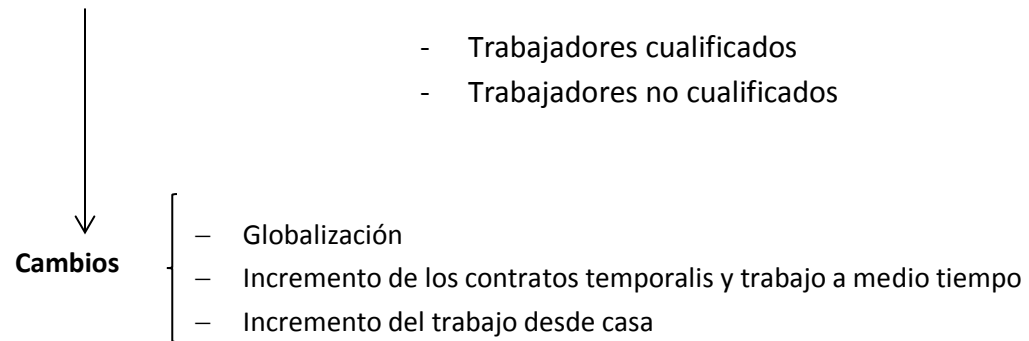 - Trabajadores cualificados
- Trabajadores no cualificados
Cambios
– Globalización
– Incremento de los contratos temporalis y trabajo a medio tiempo
– Incremento del trabajo desde casa